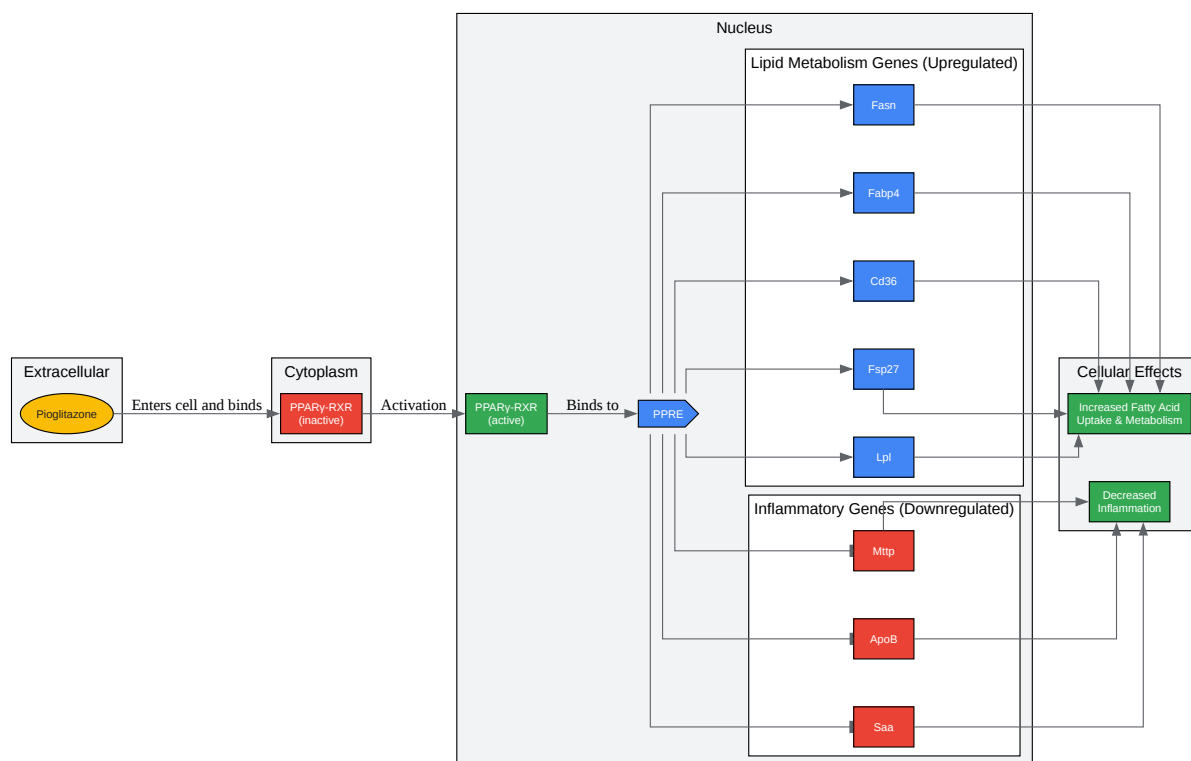 Nucleus
Lipid Metabolism Genes (Upregulated)
Fasn
Fabp4
Cd36
Fsp27
Lpl
Extracellular
Pioglitazone
Enters cell and binds
Cytoplasm
PPARγ-RXR
(inactive)
Activation
PPARγ-RXR
(active)
Binds to
PPRE
Cellular Effects
Increased Fatty Acid
Uptake & Metabolism
Decreased
Inflammation
Inflammatory Genes (Downregulated)
Mttp
ApoB
Saa